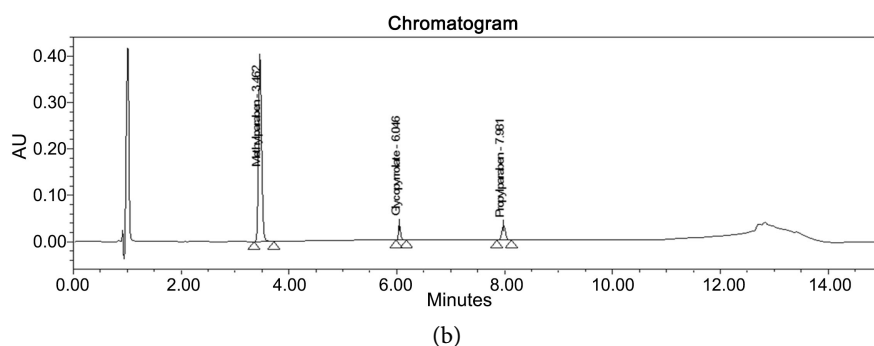 Chromatogram
0.40
0.30
0.20
0.10
0.00
AU
Methylparaben - 3.462
Glycopyrrolate - 6.046
Propylparaben - 7.981
0.00 2.00 4.00 6.00 8.00 10.00 12.00 14.00
Minutes
(b)